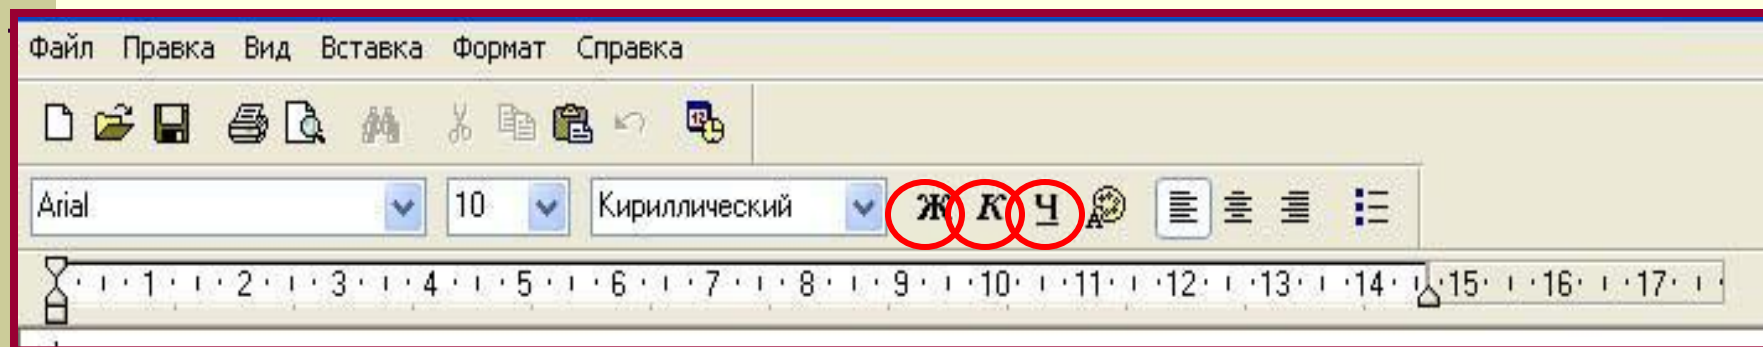 Файл Правка Вид Вставка Формат Справка
12
Arial 10 Кириллический Ж К Ч А
1 2 3 4 5 6 7 8 9 10 11 12 13 14 15 16 17